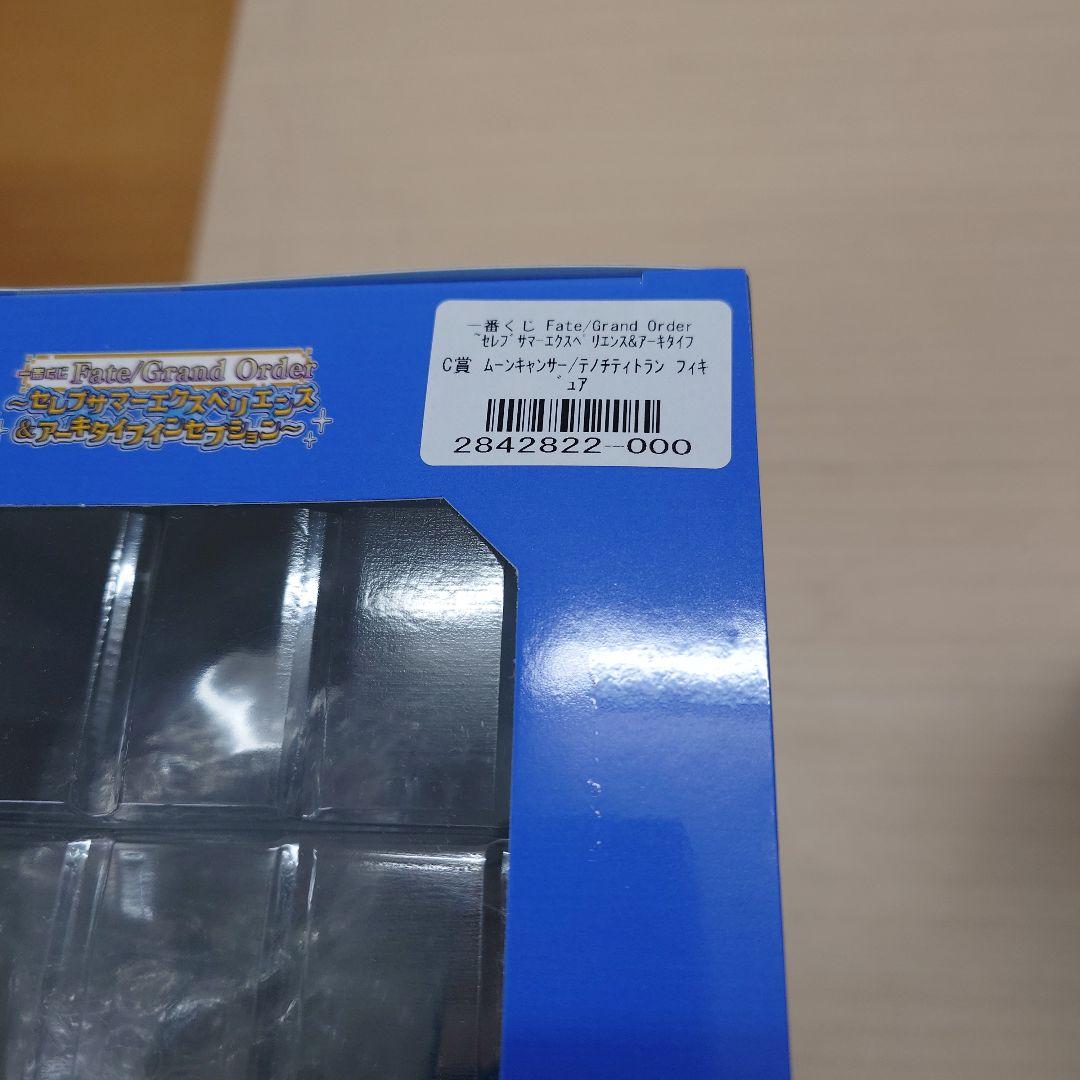 一番くじ Fate/Grand Order
~セレブサマーエクスペリエンス
&アーキタイプインセプション~
一番くじ Fate/Grand Order
~ｾﾚﾌﾞｻﾏｰｴｸｽﾍﾟﾘｴﾝｽ&ｱｰｷﾀｲﾌ
C賞 ムーンキャンサー/テノチティトラン フィキ
゛ュア
2842822-000